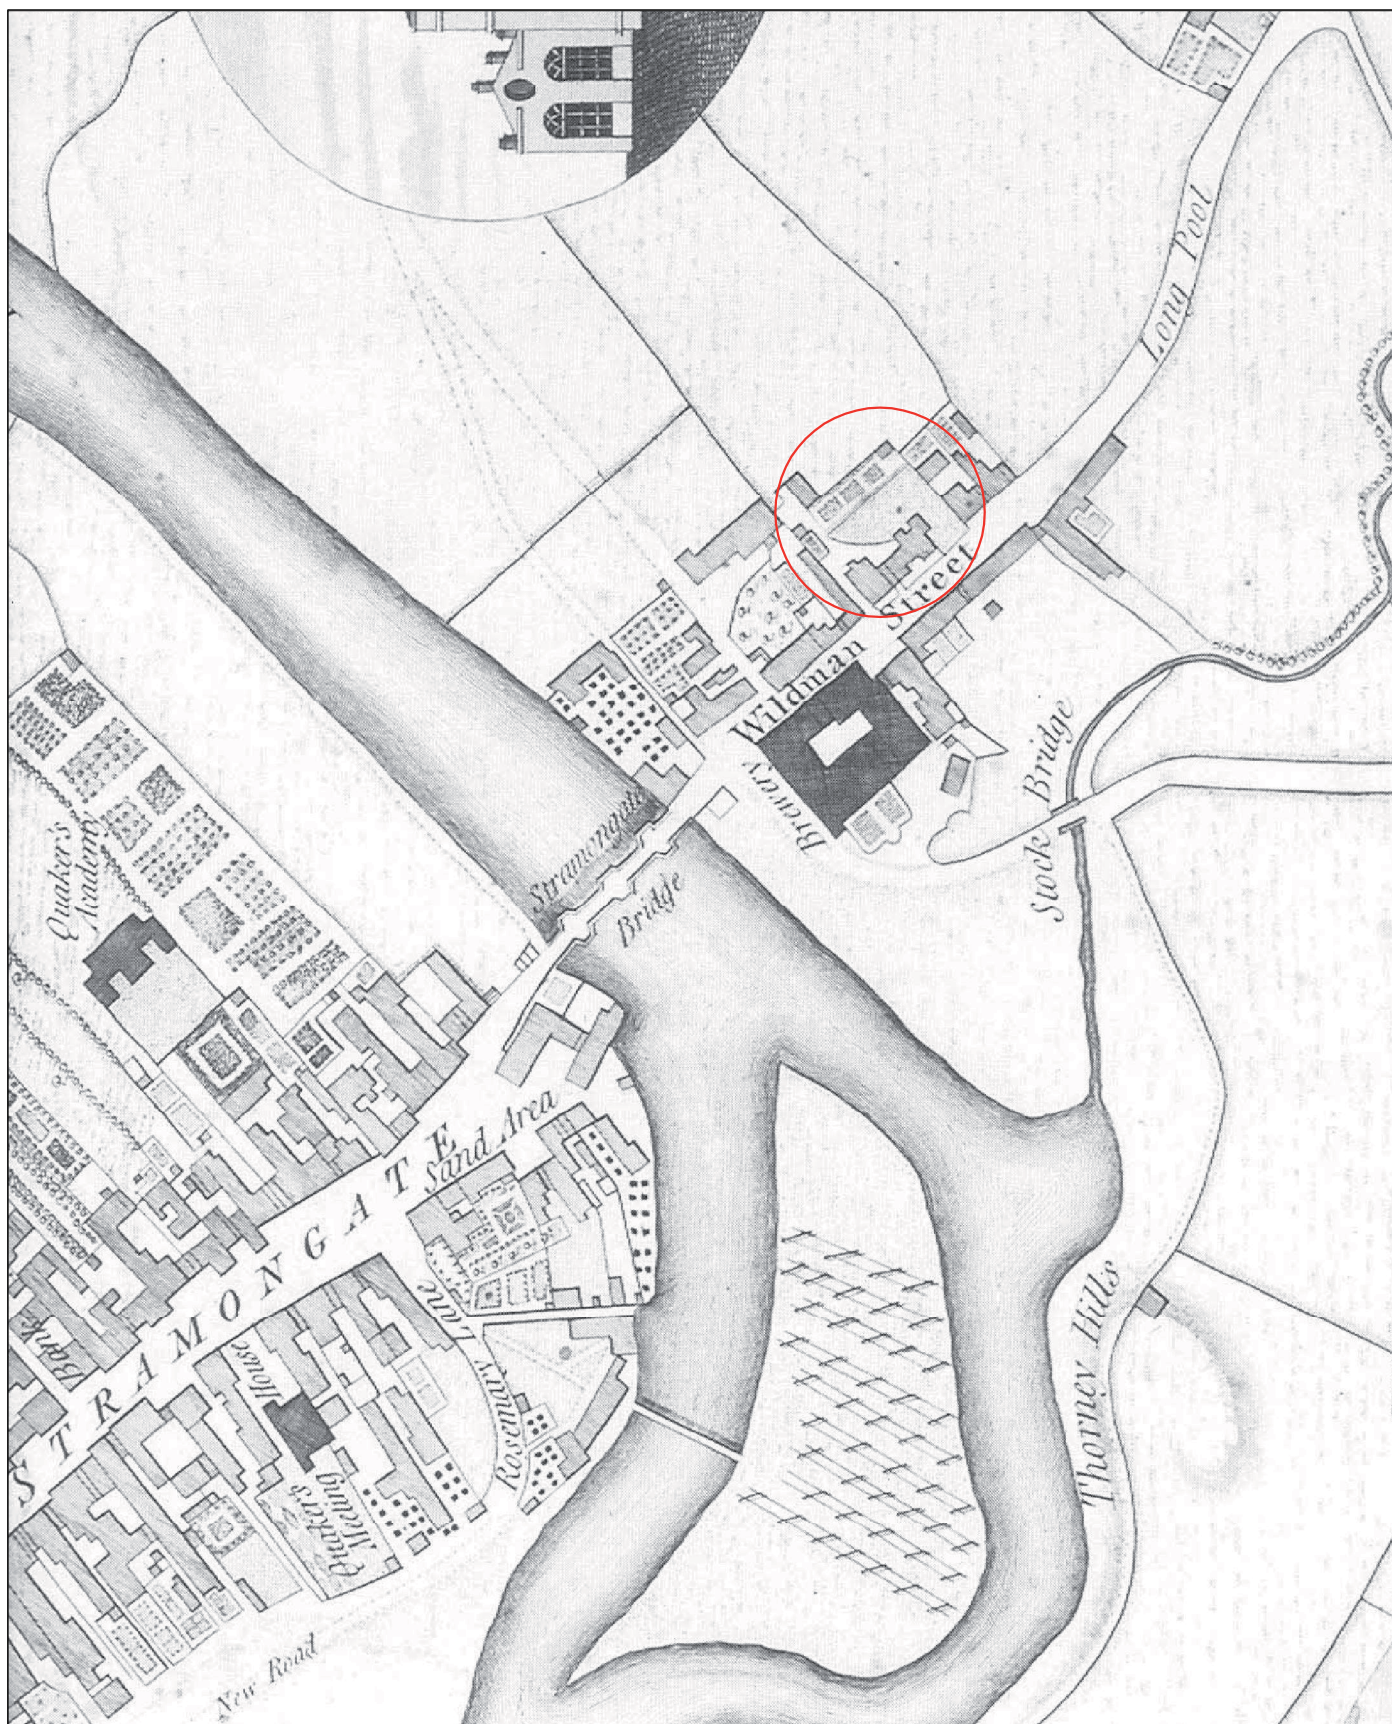 Long Pool
Wildman Street
Brewery
Stock Bridge
Stramongate
Bridge
Quaker's
Academy
Sand Area
STRAMONGATE
Bank
Rosemary Lane
Quaker's
Meeting
House
Thorney Hills
New Road